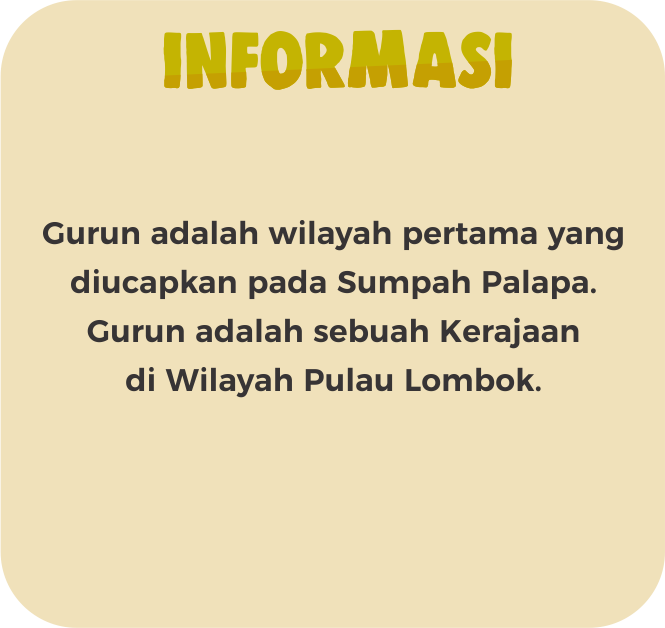 INFORMASI
Gurun adalah wilayah pertama yang
diucapkan pada Sumpah Palapa.
Gurun adalah sebuah Kerajaan
di Wilayah Pulau Lombok.